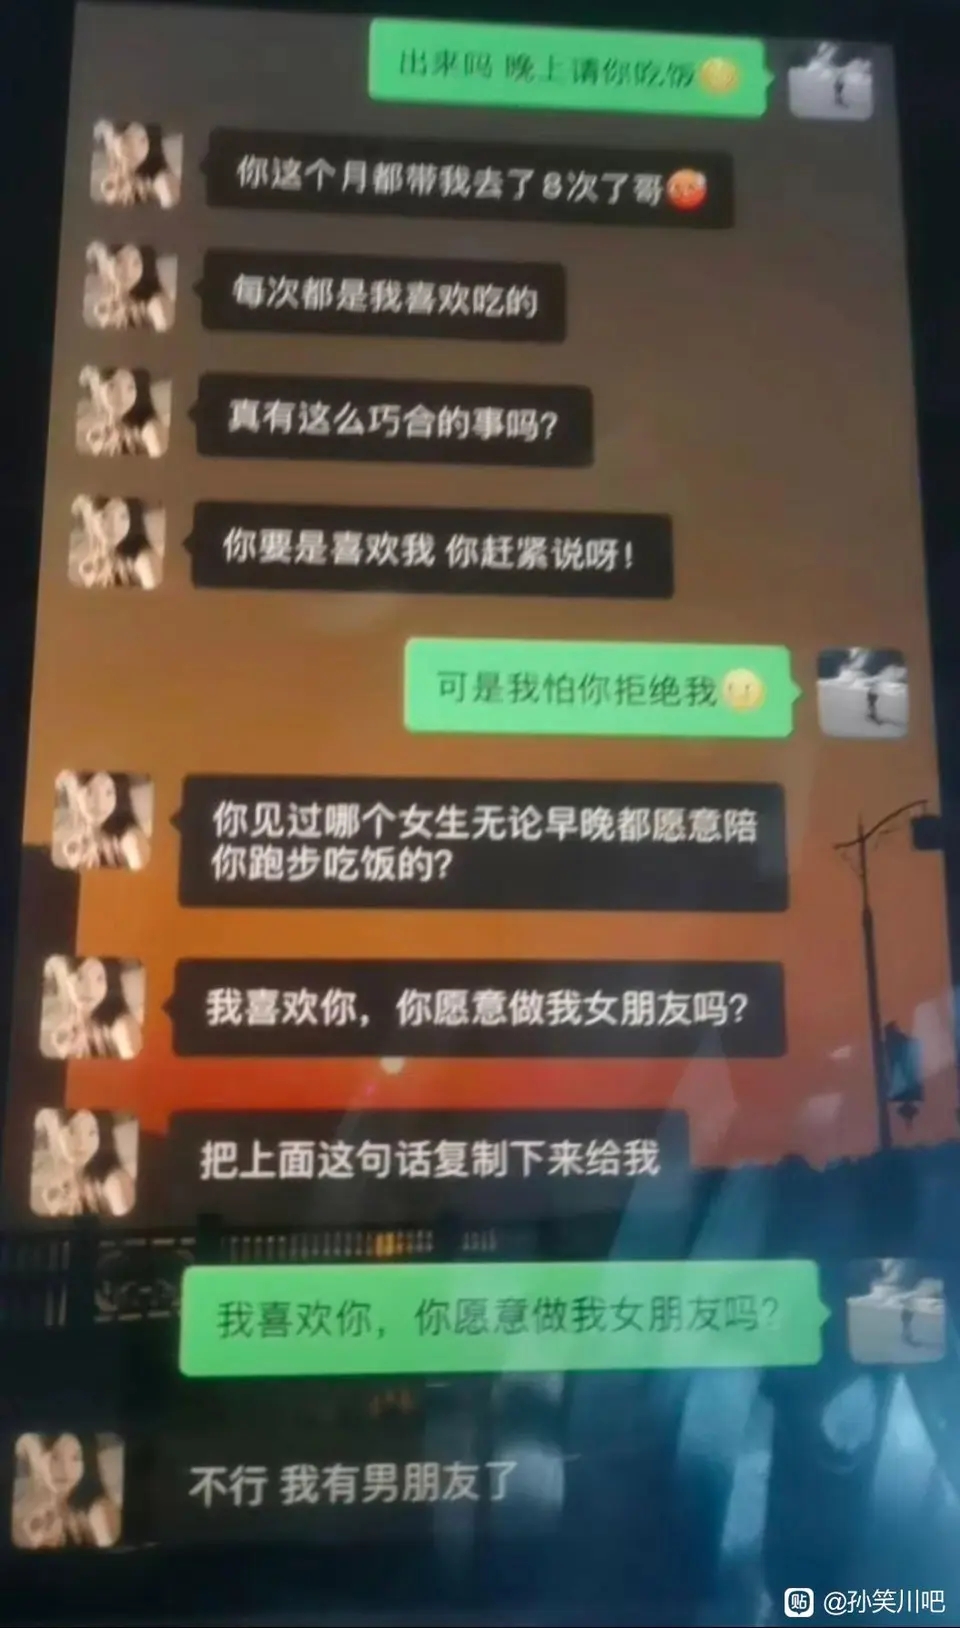 出来吗 晚上请你吃饭
你这个月都带我去了8次了哥
每次都是我喜欢吃的
真有这么巧合的事吗?
你要是喜欢我 你赶紧说呀!
可是我怕你拒绝我
你见过哪个女生无论早晚都愿意陪
你跑步吃饭的?
我喜欢你，你愿意做我女朋友吗?
把上面这句话复制下来给我
我喜欢你，你愿意做我女朋友吗?
不行 我有男朋友了
贴 @孙笑川吧